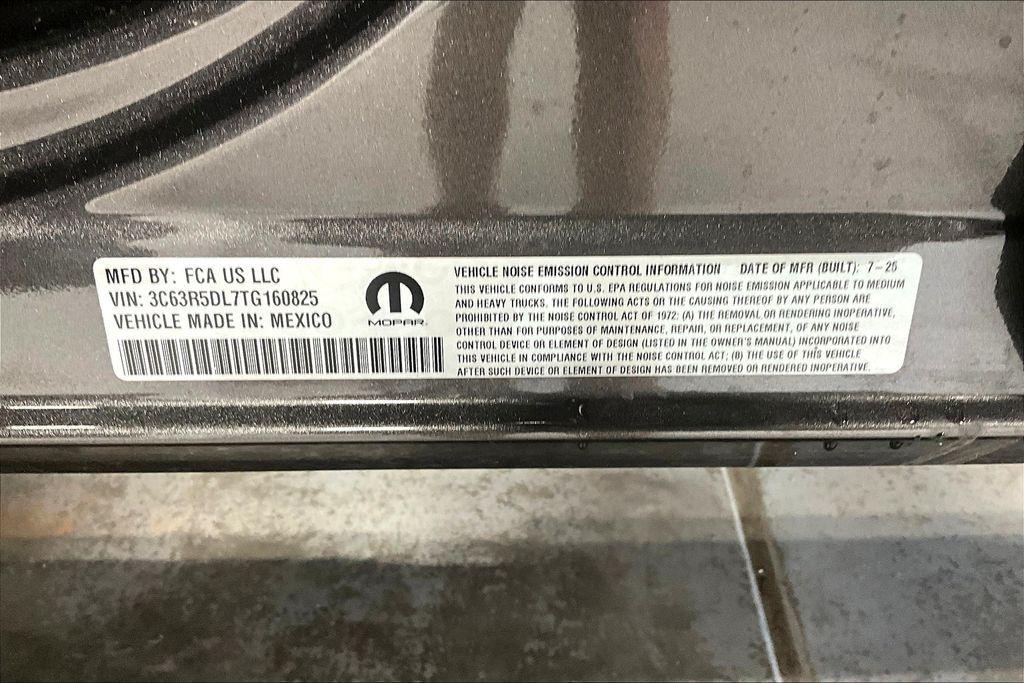 MFD BY: FCA US LLC
VIN: 3C63R5DL7TG160825
VEHICLE MADE IN: MEXICO
MOPAR®
VEHICLE NOISE EMISSION CONTROL INFORMATION DATE OF MFR (BUILT): 7-25
THIS VEHICLE CONFORMS TO U.S. EPA REGULATIONS FOR NOISE EMISSION APPLICABLE TO MEDIUM
AND HEAVY TRUCKS. THE FOLLOWING ACTS OR THE CAUSING THEREOF BY ANY PERSON ARE
PROHIBITED BY THE NOISE CONTROL ACT OF 1972: (A) THE REMOVAL OR RENDERING INOPERATIVE,
OTHER THAN FOR PURPOSES OF MAINTENANCE, REPAIR, OR REPLACEMENT, OF ANY NOISE
CONTROL DEVICE OR ELEMENT OF DESIGN (LISTED IN THE OWNER'S MANUAL) INCORPORATED INTO
THIS VEHICLE IN COMPLIANCE WITH THE NOISE CONTROL ACT; (B) THE USE OF THIS VEHICLE
AFTER SUCH DEVICE OR ELEMENT OF DESIGN HAS BEEN REMOVED OR RENDERED INOPERATIVE.